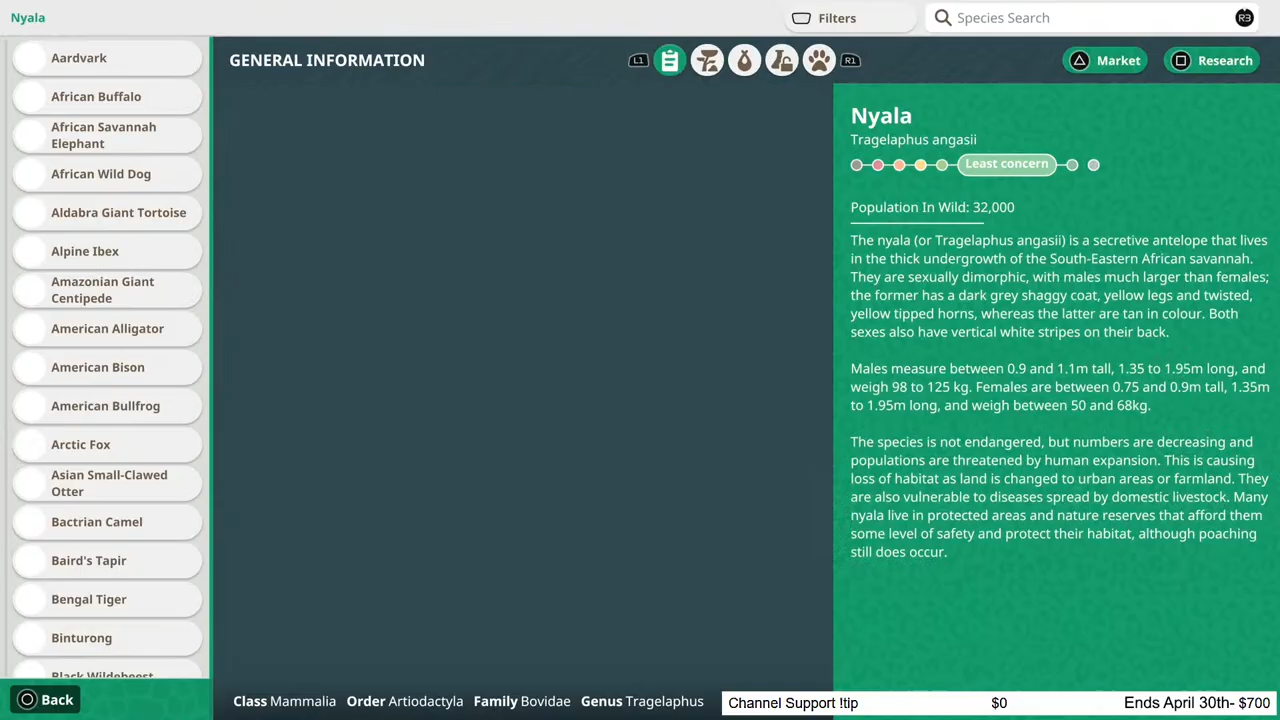 Nyala
Filters
Species Search
R3
Aardvark
African Buffalo
African Savannah
Elephant
African Wild Dog
Aldabra Giant Tortoise
Alpine Ibex
Amazonian Giant
Centipede
American Alligator
American Bison
American Bullfrog
Arctic Fox
Asian Small-Clawed
Otter
Bactrian Camel
Baird's Tapir
Bengal Tiger
Binturong
Black Wildebeest
Back
GENERAL INFORMATION
L1
R1
Market
Research
Nyala
Tragelaphus angasii
Least concern
Population In Wild: 32,000
The nyala (or Tragelaphus angasii) is a secretive antelope that lives
in the thick undergrowth of the South-Eastern African savannah.
They are sexually dimorphic, with males much larger than females;
the former has a dark grey shaggy coat, yellow legs and twisted,
yellow tipped horns, whereas the latter are tan in colour. Both
sexes also have vertical white stripes on their back.
Males measure between 0.9 and 1.1m tall, 1.35 to 1.95m long, and
weigh 98 to 125 kg. Females are between 0.75 and 0.9m tall, 1.35m
to 1.95m long, and weigh between 50 and 68kg.
The species is not endangered, but numbers are decreasing and
populations are threatened by human expansion. This is causing
loss of habitat as land is changed to urban areas or farmland. They
are also vulnerable to diseases spread by domestic livestock. Many
nyala live in protected areas and nature reserves that afford them
some level of safety and protect their habitat, although poaching
still does occur.
Class Mammalia Order Artiodactyla Family Bovidae Genus Tragelaphus
Channel Support !tip $0 Ends April 30th- $700